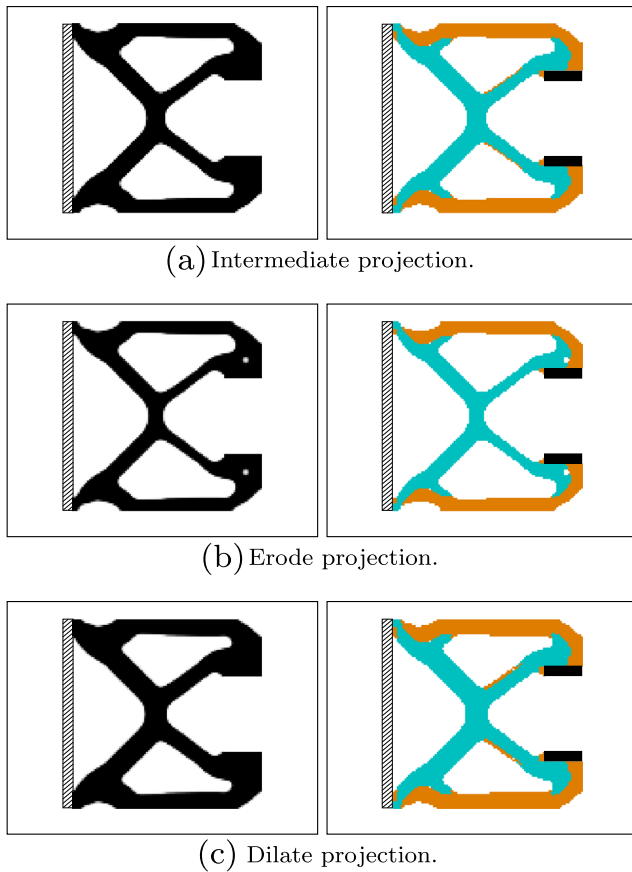 (a) Intermediate projection.
(b) Erode projection.
(c) Dilate projection.